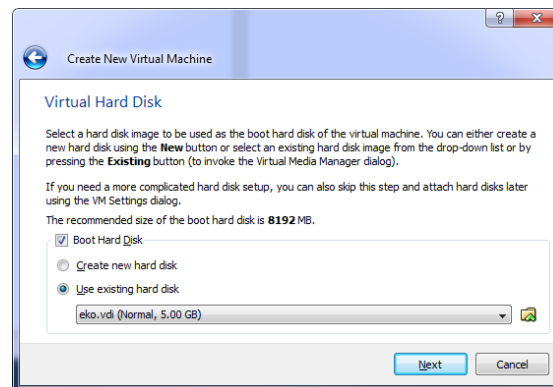 Create New Virtual Machine
Virtual Hard Disk
Select a hard disk image to be used as the boot hard disk of the virtual machine. You can either create a
new hard disk using the New button or select an existing hard disk image from the drop-down list or by
pressing the Existing button (to invoke the Virtual Media Manager dialog).
If you need a more complicated hard disk setup, you can also skip this step and attach hard disks later
using the VM Settings dialog.
The recommended size of the boot hard disk is 8192 MB.
Boot Hard Disk
Create new hard disk
Use existing hard disk
eko.vdi (Normal, 5.00 GB)
Next Cancel